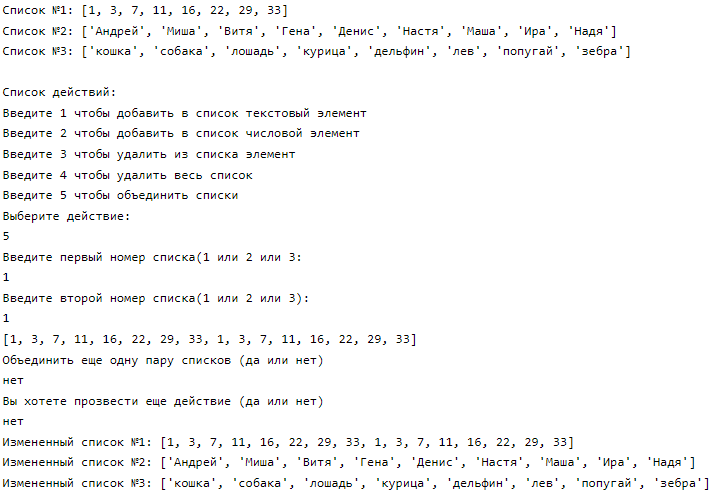 Список №1: [1, 3, 7, 11, 16, 22, 29, 33]
Список №2: ['Андрей', 'Миша', 'Витя', 'Гена', 'Денис', 'Настя', 'Маша', 'Ира', 'Надя']
Список №3: ['кошка', 'собака', 'лошадь', 'курица', 'дельфин', 'лев', 'попугай', 'зебра']
Список действий:
Введите 1 чтобы добавить в список текстовый элемент
Введите 2 чтобы добавить в список числовой элемент
Введите 3 чтобы удалить из списка элемент
Введите 4 чтобы удалить весь список
Введите 5 чтобы объединить списки
Выберите действие:
5
Введите первый номер списка(1 или 2 или 3:
1
Введите второй номер списка(1 или 2 или 3):
1
[1, 3, 7, 11, 16, 22, 29, 33, 1, 3, 7, 11, 16, 22, 29, 33]
Объединить еще одну пару списков (да или нет)
нет
Вы хотете прозвести еще действие (да или нет)
нет
Измененный список №1: [1, 3, 7, 11, 16, 22, 29, 33, 1, 3, 7, 11, 16, 22, 29, 33]
Измененный список №2: ['Андрей', 'Миша', 'Витя', 'Гена', 'Денис', 'Настя', 'Маша', 'Ира', 'Надя']
Измененный список №3: ['кошка', 'собака', 'лошадь', 'курица', 'дельфин', 'лев', 'попугай', 'зебра']